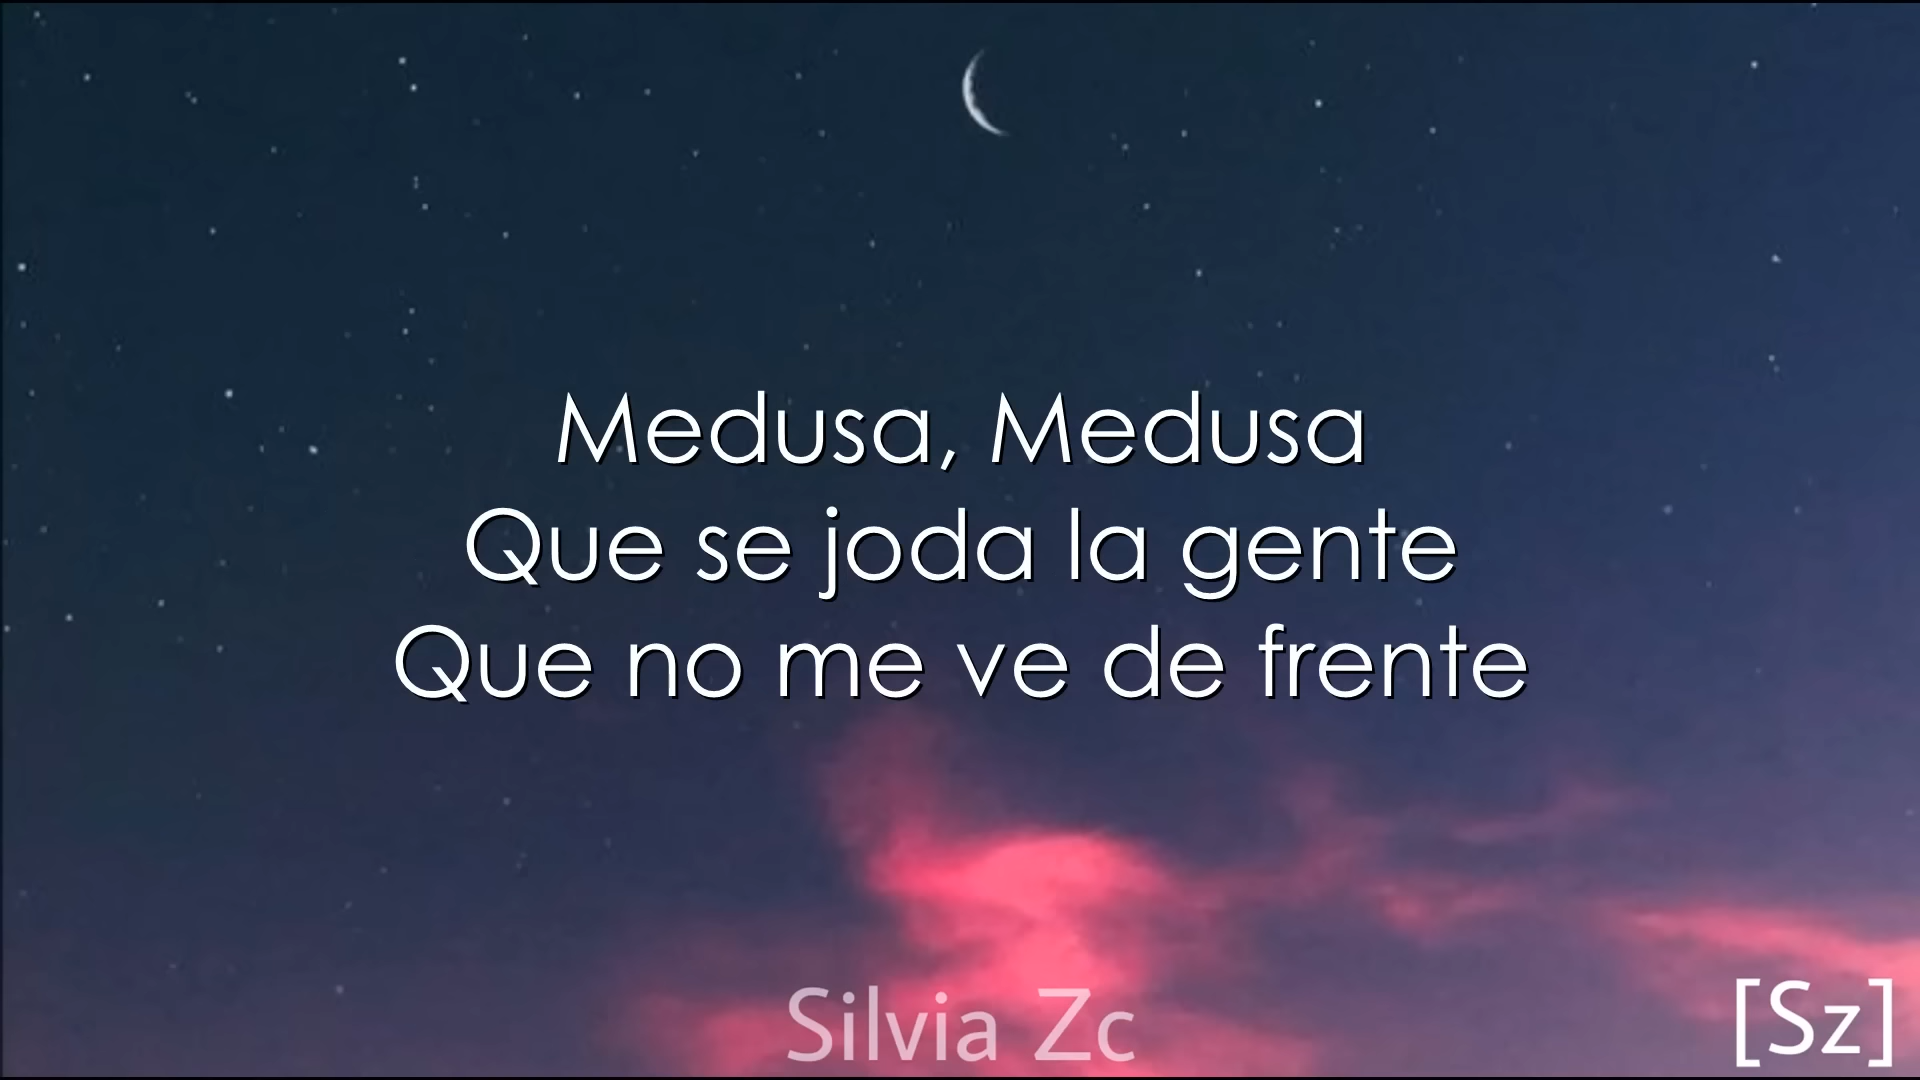 Medusa, Medusa
Que se joda la gente
Que no me ve de frente
Silvia Zc
[Sz]